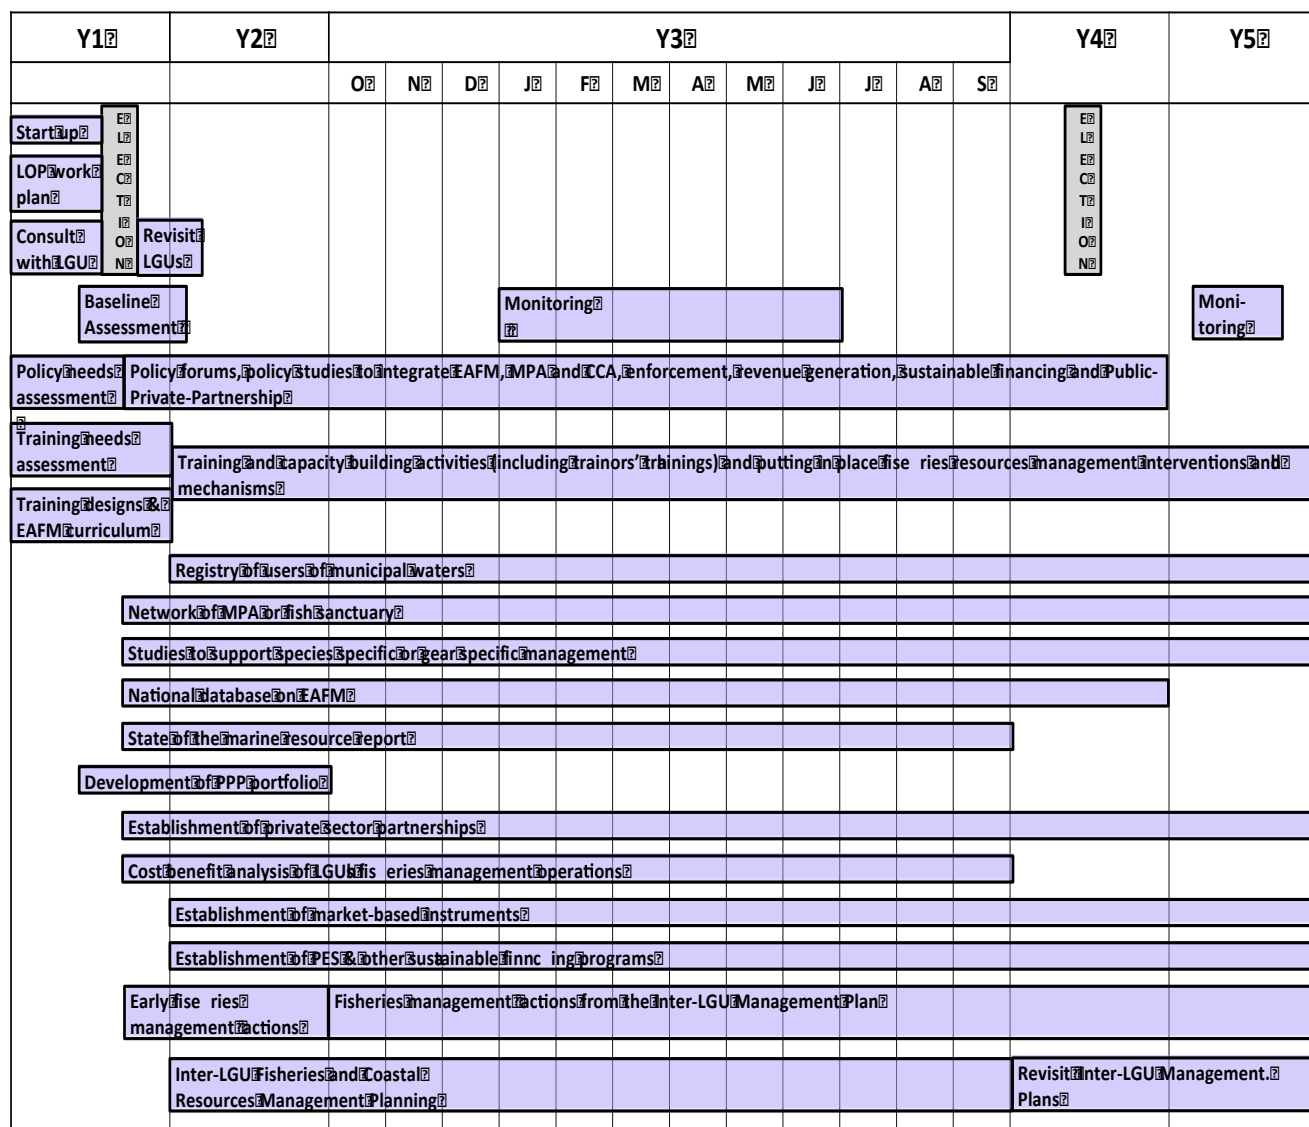 Y1 Y2 Y3 Y4 Y5
O N D J F M A M J J A S
Start up
LOP work
plan
Consult
with LGU
E
L
E
C
T
I
O
N
Revisit
LGUs
E
L
E
C
T
I
O
N
Baseline
Assessment
Monitoring
Moni-
toring
Policy needs
assessment
Policy forums, policy studies to integrate EAFM, MPA and CCA, enforcement, revenue generation, sustainable financing and Public-
Private-Partnership
Training needs
assessment
Training and capacity building activities (including trainors' trainings) and putting in place fise ries resources management interventions and
mechanisms
Training designs &
EAFM curriculum
Registry of users of municipal waters
Network of MPA or fish sanctuary
Studies to support species specific or gear specific management
National database on EAFM
State of the marine resource report
Development of PPP portfolio
Establishment of private sector partnerships
Cost benefit analysis of LGUs fis eries management operations
Establishment of market-based instruments
Establishment of PES & other sustainable finnc ing programs
Early fise ries
management actions
Fisheries management actions from the Inter-LGU Management Plan
Inter-LGU Fisheries and Coastal
Resources Management Planning
Revisit Inter-LGU Management.
Plans